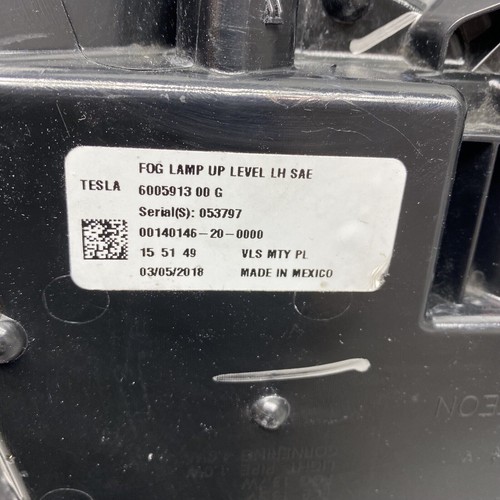 FOG LAMP UP LEVEL LH SAE
TESLA 6005913 00 G
Serial(S): 053797
00140146-20-0000
15 51 49 VLS MTY PL
03/05/2018 MADE IN MEXICO